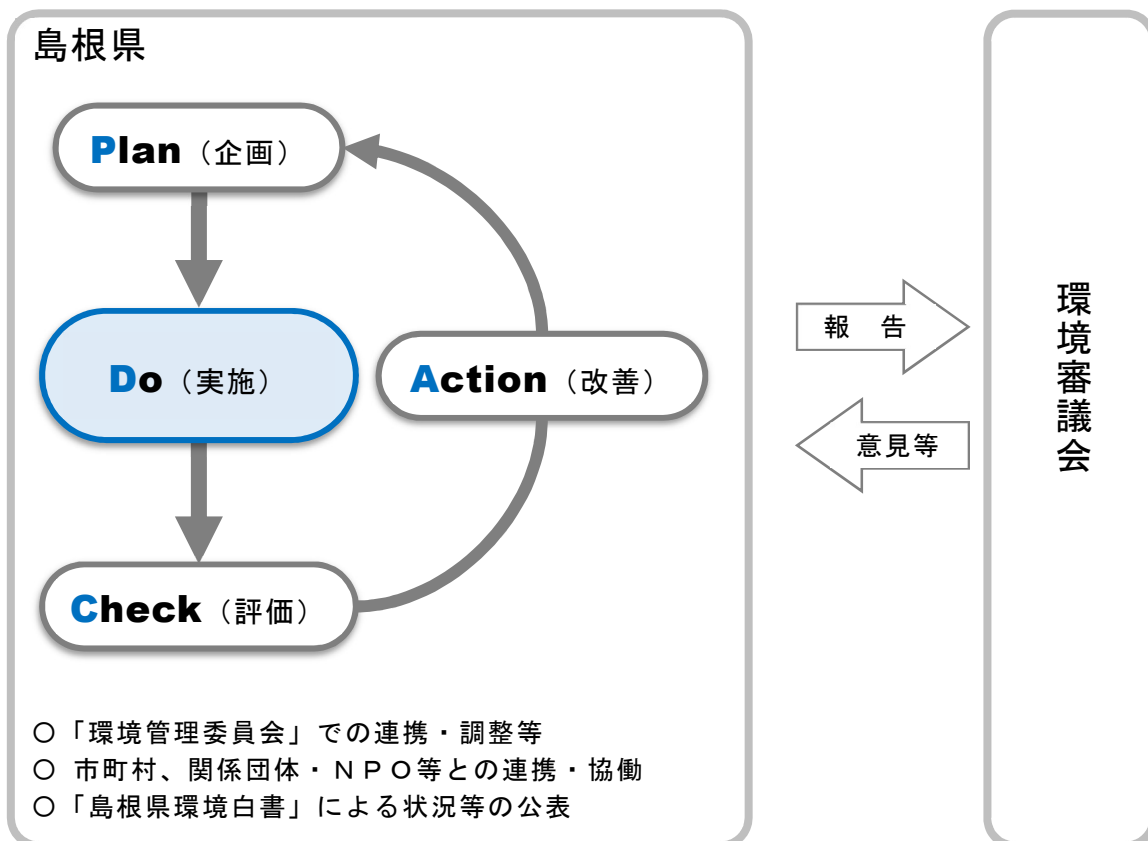 島根県
Plan（企画）
Do（実施）
Action（改善）
Check（評価）
○「環境管理委員会」での連携・調整等
○ 市町村、関係団体・ＮＰＯ等との連携・協働
○「島根県環境白書」による状況等の公表
報　告
意見等
環境審議会